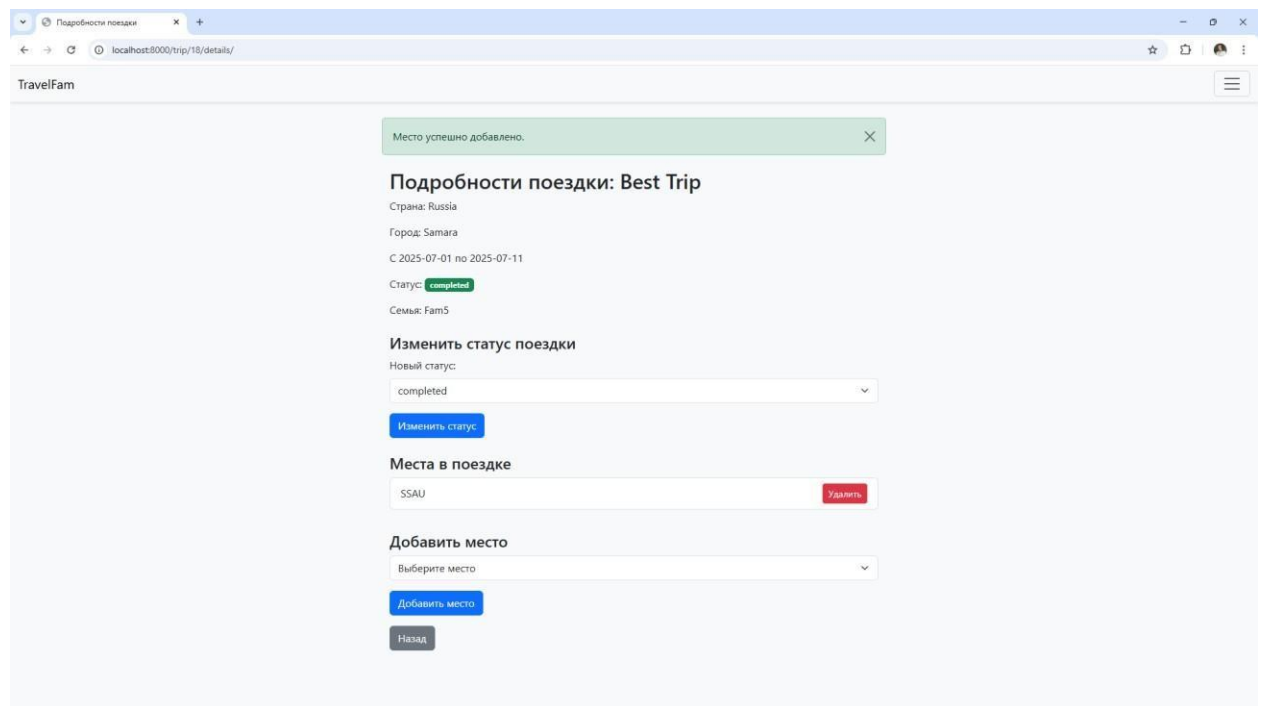 Подробности поездки
localhost:8000/trip/18/details/
TravelFam
Место успешно добавлено.
Подробности поездки: Best Trip
Страна: Russia
Город: Samara
С 2025-07-01 по 2025-07-11
Статус: completed
Семья: Fam5
Изменить статус поездки
Новый статус:
completed
Изменить статус
Места в поездке
SSAU Удалить
Добавить место
Выберите место
Добавить место
Назад